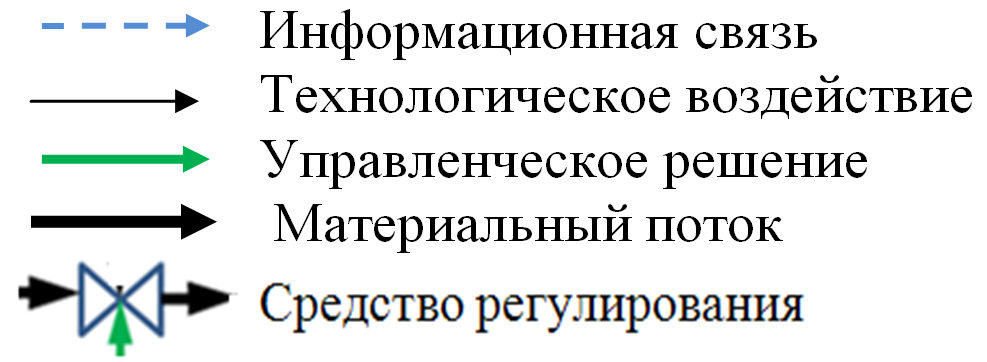 Информационная связь
Технологическое воздействие
Управленческое решение
Материальный поток
Средство регулирования